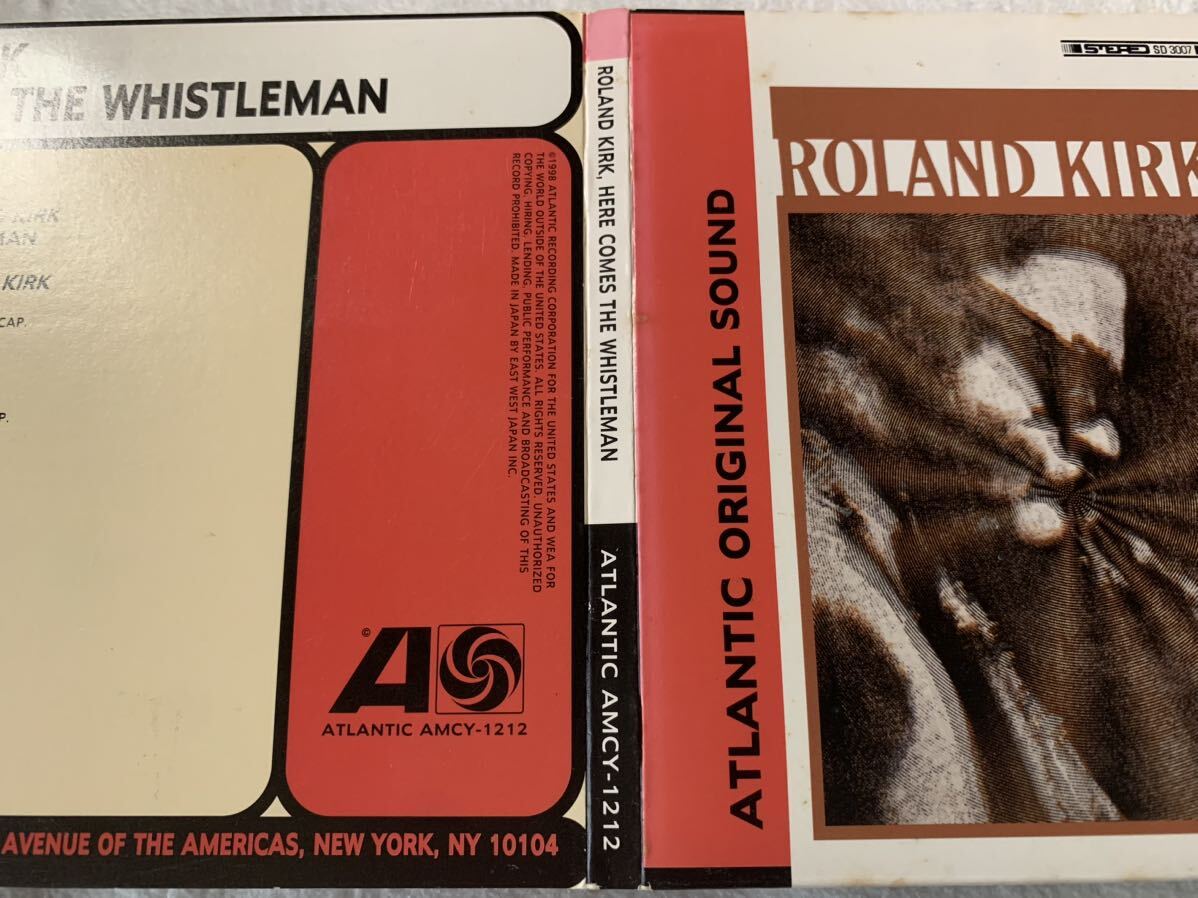 K
THE WHISTLEMAN
KIRK
MAN
KIRK
CAP.
P.
©1998 ATLANTIC RECORDING CORPORATION FOR THE UNITED STATES AND WEA FOR
THE WORLD OUTSIDE OF THE UNITED STATES. ALL RIGHTS RESERVED. UNAUTHORIZED
COPYING, HIRING, LENDING, PUBLIC PERFORMANCE AND BROADCASTING OF THIS
RECORD PROHIBITED. MADE IN JAPAN BY EAST WEST JAPAN INC.
© A
ATLANTIC AMCY-1212
AVENUE OF THE AMERICAS, NEW YORK, NY 10104
ROLAND KIRK, HERE COMES THE WHISTLEMAN ATLANTIC AMCY-1212
ATLANTIC ORIGINAL SOUND
STEREO SD 3007
ROLAND KIRK